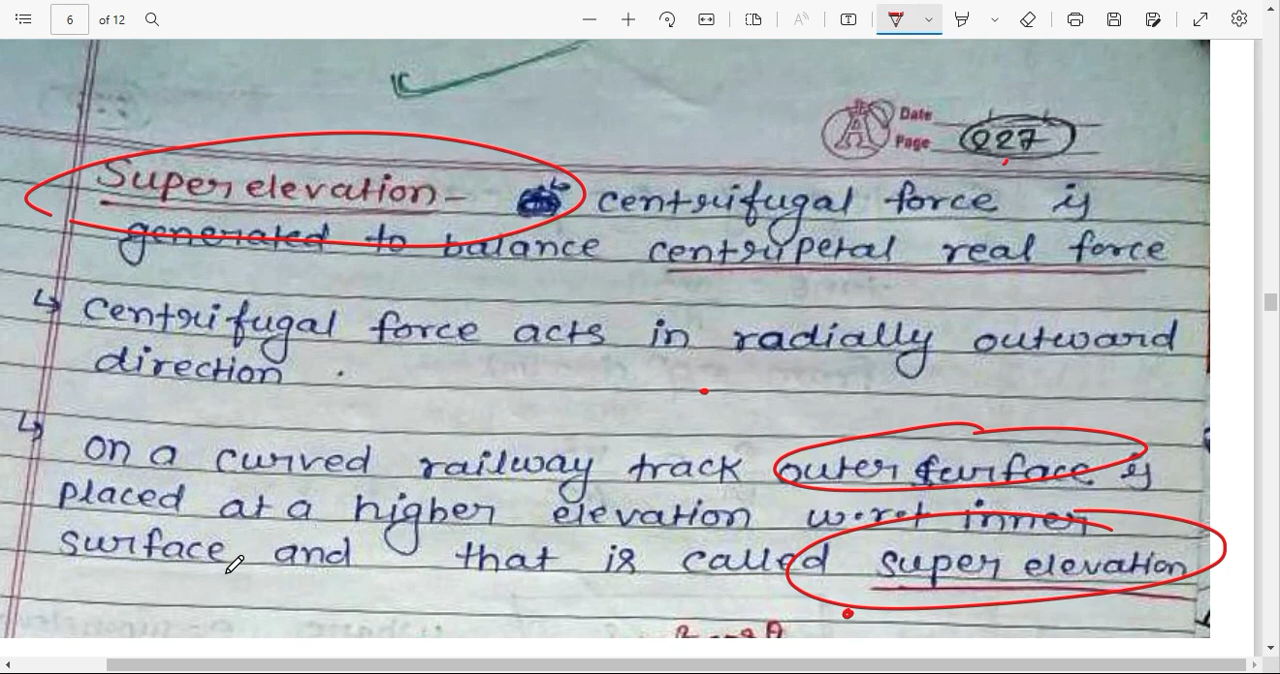 6 of 12
Date
Page 227
Super elevation - centrifugal force is
generated to balance centripetal real force
↳ centrifugal force acts in radially outward
direction .
↳ on a curved railway track outer surface is
placed at a higher elevation w.r.t inner
surface and that is called super elevation